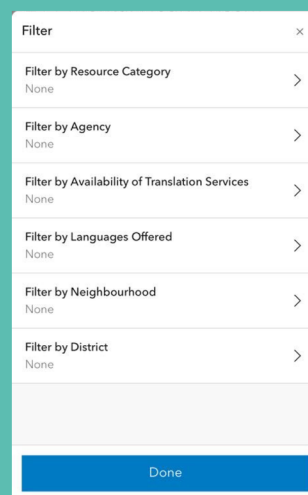 Filter ×
Filter by Resource Category
None
Filter by Agency
None
Filter by Availability of Translation Services
None
Filter by Languages Offered
None
Filter by Neighbourhood
None
Filter by District
None
Done